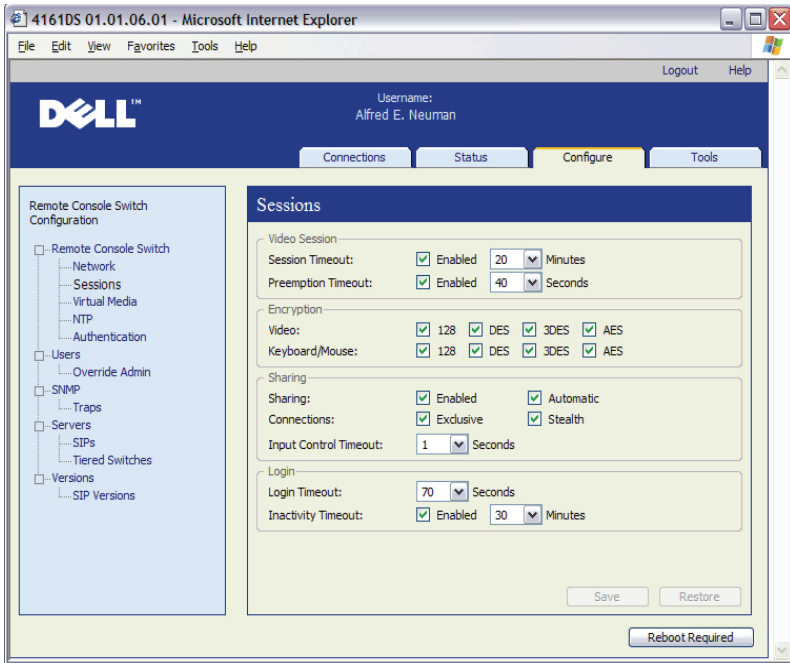 4161DS 01.01.06.01 - Microsoft Internet Explorer
File Edit View Favorites Tools Help
Logout Help
DELL™
Username:
Alfred E. Neuman
Connections Status Configure Tools
Remote Console Switch
Configuration
Remote Console Switch
Network
Sessions
Virtual Media
NTP
Authentication
Users
Override Admin
SNMP
Traps
Servers
SIPs
Tiered Switches
Versions
SIP Versions
Sessions
Video Session
Session Timeout: Enabled 20 Minutes
Preemption Timeout: Enabled 40 Seconds
Encryption
Video: 128 DES 3DES AES
Keyboard/Mouse: 128 DES 3DES AES
Sharing
Sharing: Enabled Automatic
Connections: Exclusive Stealth
Input Control Timeout: 1 Seconds
Login
Login Timeout: 70 Seconds
Inactivity Timeout: Enabled 30 Minutes
Save Restore
Reboot Required